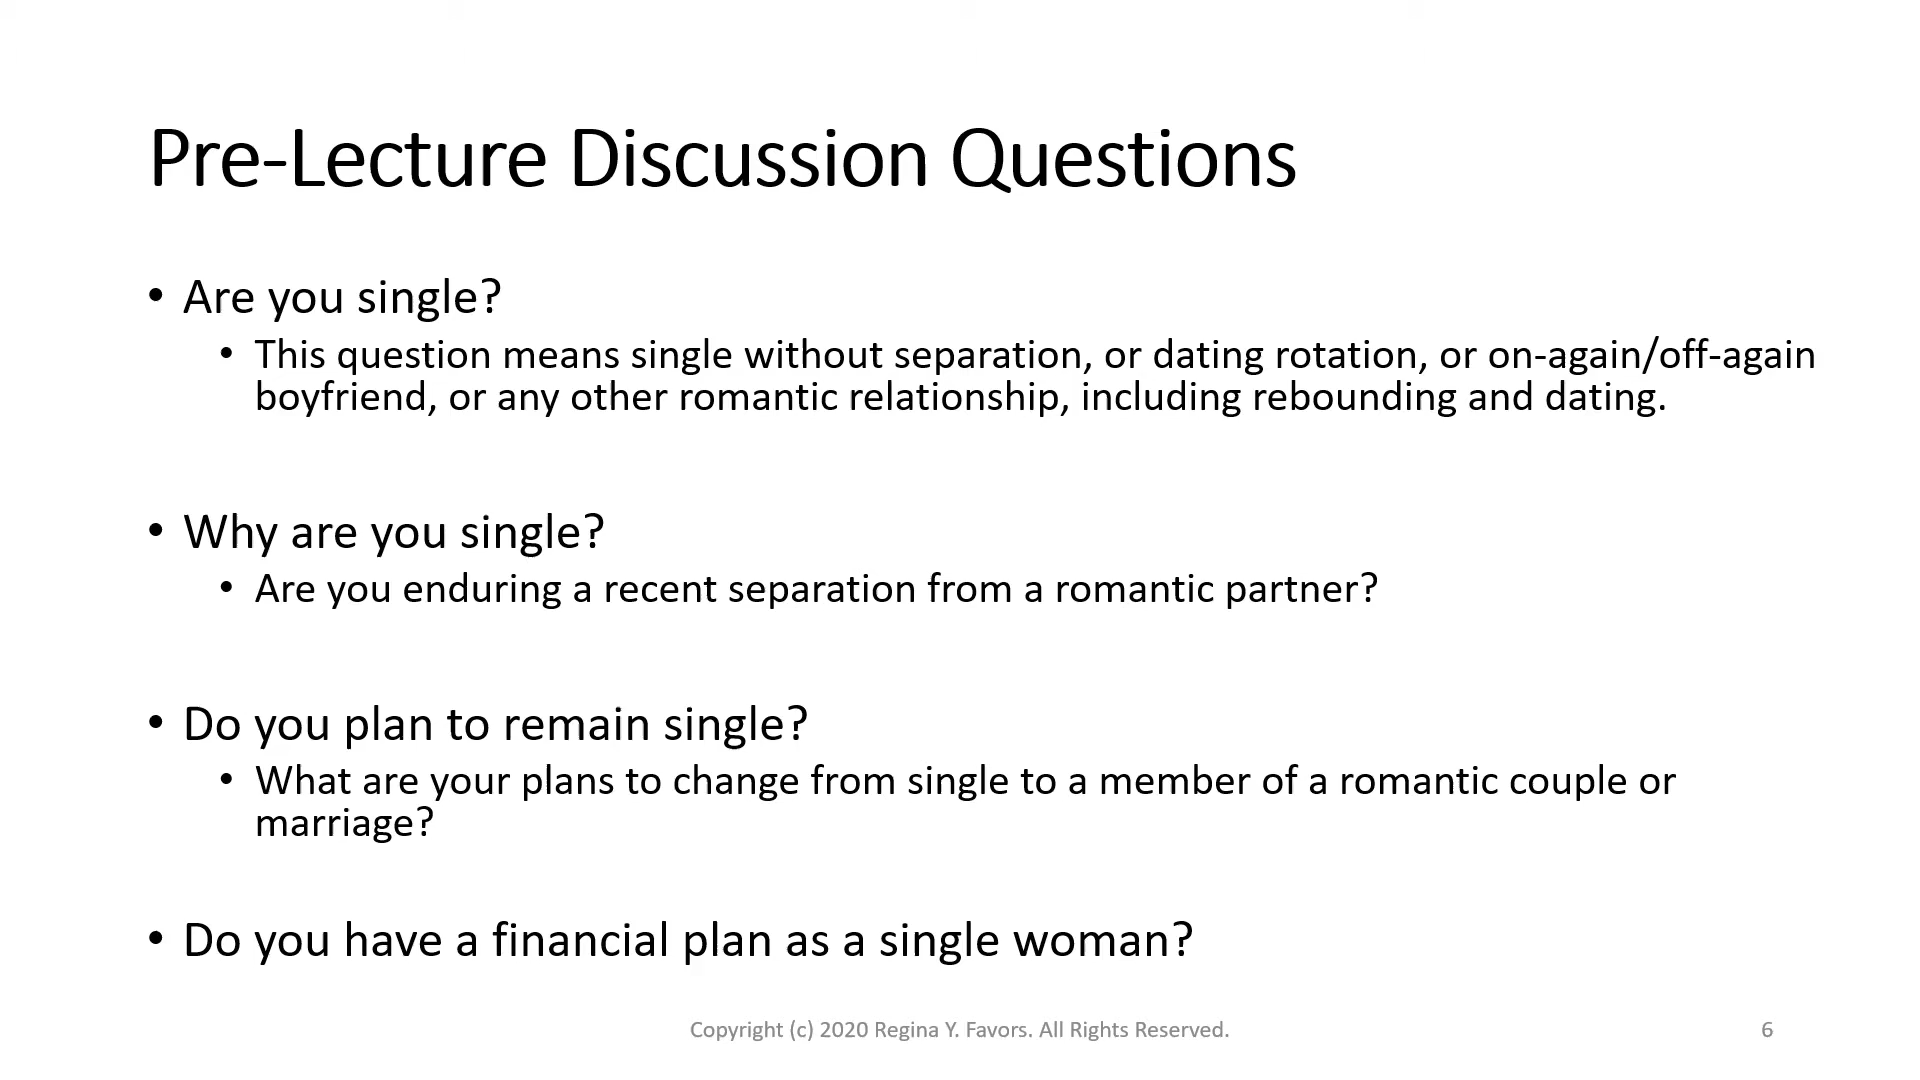 Pre-Lecture Discussion Questions
• Are you single?
• This question means single without separation, or dating rotation, or on-again/off-again
boyfriend, or any other romantic relationship, including rebounding and dating.
• Why are you single?
• Are you enduring a recent separation from a romantic partner?
• Do you plan to remain single?
• What are your plans to change from single to a member of a romantic couple or
marriage?
• Do you have a financial plan as a single woman?
Copyright (c) 2020 Regina Y. Favors. All Rights Reserved.
6